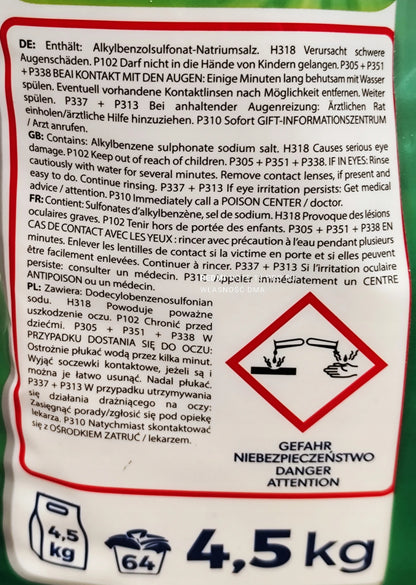 DE: Enthält: Alkylbenzolsulfonat-Natriumsalz. H318 Verursacht schwere
Augenschäden. P102 Darf nicht in die Hände von Kindern gelangen. P305 + P351
+ P338 BEAI KONTAKT MIT DEN AUGEN: Einige Minuten lang behutsam mit Wasser
spülen. Eventuell vorhandene Kontaktlinsen nach Möglichkeit entfernen. Weiter
spülen. P337 + P313 Bei anhaltender Augenreizung: Ärztlichen Rat
einholen/ärztliche Hilfe hinzuziehen. P310 Sofort GIFT-INFORMATIONSZENTRUM
/ Arzt anrufen.
GB: Contains: Alkylbenzene sulphonate sodium salt. H318 Causes serious eye
damage. P102 Keep out of reach of children. P305 + P351 + P338. IF IN EYES: Rinse
cautiously with water for several minutes. Remove contact lenses, if present and
easy to do. Continue rinsing. P337 + P313 If eye irritation persists: Get medical
advice / attention. P310 Immediately call a POISON CENTER / doctor.
FR: Contient: Sulfonates d'alkylbenzène, sel de sodium. H318 Provoque des lésions
oculaires graves. P102 Tenir hors de portée des enfants. P305 + P351 + P338 EN
CAS DE CONTACT AVEC LES YEUX : rincer avec précaution à l'eau pendant plusieurs
minutes. Enlever les lentilles de contact si la victime en porte et si elles peuvent
être facilement enlevées. Continuer à rincer. P337 + P313 Si l'irritation oculaire
persiste: consulter un médecin. P310 Appeler immédiatement un CENTRE
ANTIPOISON ou un médecin.
WŁASNOŚĆ DMA
PL: Zawiera: Dodecylobenzenosulfonian
sodu. H318 Powoduje poważne
uszkodzenie oczu. P102 Chronić przed
dziećmi. P305 + P351 + P338 W
PRZYPADKU DOSTANIA SIĘ DO OCZU:
Ostrożnie płukać wodą przez kilka minut.
Wyjąć soczewki kontaktowe, jeżeli są i
można je łatwo usunąć. Nadal płukać.
P337 + P313 W przypadku utrzymywania
się działania drażniącego na oczy:
Zasięgnąć porady/zgłosić się pod opiekę
lekarza. P310 Natychmiast skontaktować
się z OŚRODKIEM ZATRUĆ / lekarzem.
GEFAHR
NIEBEZPIECZEŃSTWO
DANGER
ATTENTION
4,5
kg
64
4,5 kg